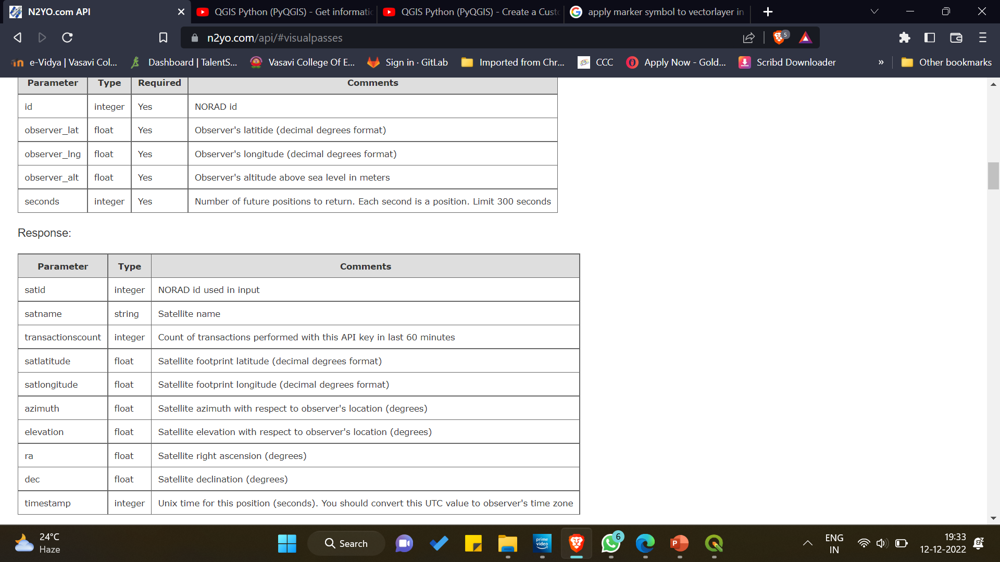 N2YO.com API
QGIS Python (PyQGIS) - Get informatic
QGIS Python (PyQGIS) - Create a Custo
apply marker symbol to vectorlayer in
n2yo.com/api/#visualpasses
5
e-Vidya | Vasavi Col...
Dashboard | TalentS...
Vasavi College Of E...
Sign in · GitLab
Imported from Chr...
CCC
Apply Now - Gold...
Scribd Downloader
»
Other bookmarks
Parameter Type Required Comments
id integer Yes NORAD id
observer_lat float Yes Observer's latitide (decimal degrees format)
observer_lng float Yes Observer's longitude (decimal degrees format)
observer_alt float Yes Observer's altitude above sea level in meters
seconds integer Yes Number of future positions to return. Each second is a position. Limit 300 seconds
Response:
Parameter Type Comments
satid integer NORAD id used in input
satname string Satellite name
transactionscount integer Count of transactions performed with this API key in last 60 minutes
satlatitude float Satellite footprint latitude (decimal degrees format)
satlongitude float Satellite footprint longitude (decimal degrees format)
azimuth float Satellite azimuth with respect to observer's location (degrees)
elevation float Satellite elevation with respect to observer's location (degrees)
ra float Satellite right ascension (degrees)
dec float Satellite declination (degrees)
timestamp integer Unix time for this position (seconds). You should convert this UTC value to observer's time zone
24°C
Haze
Search
prime
video
6
P
ENG
IN
19:33
12-12-2022